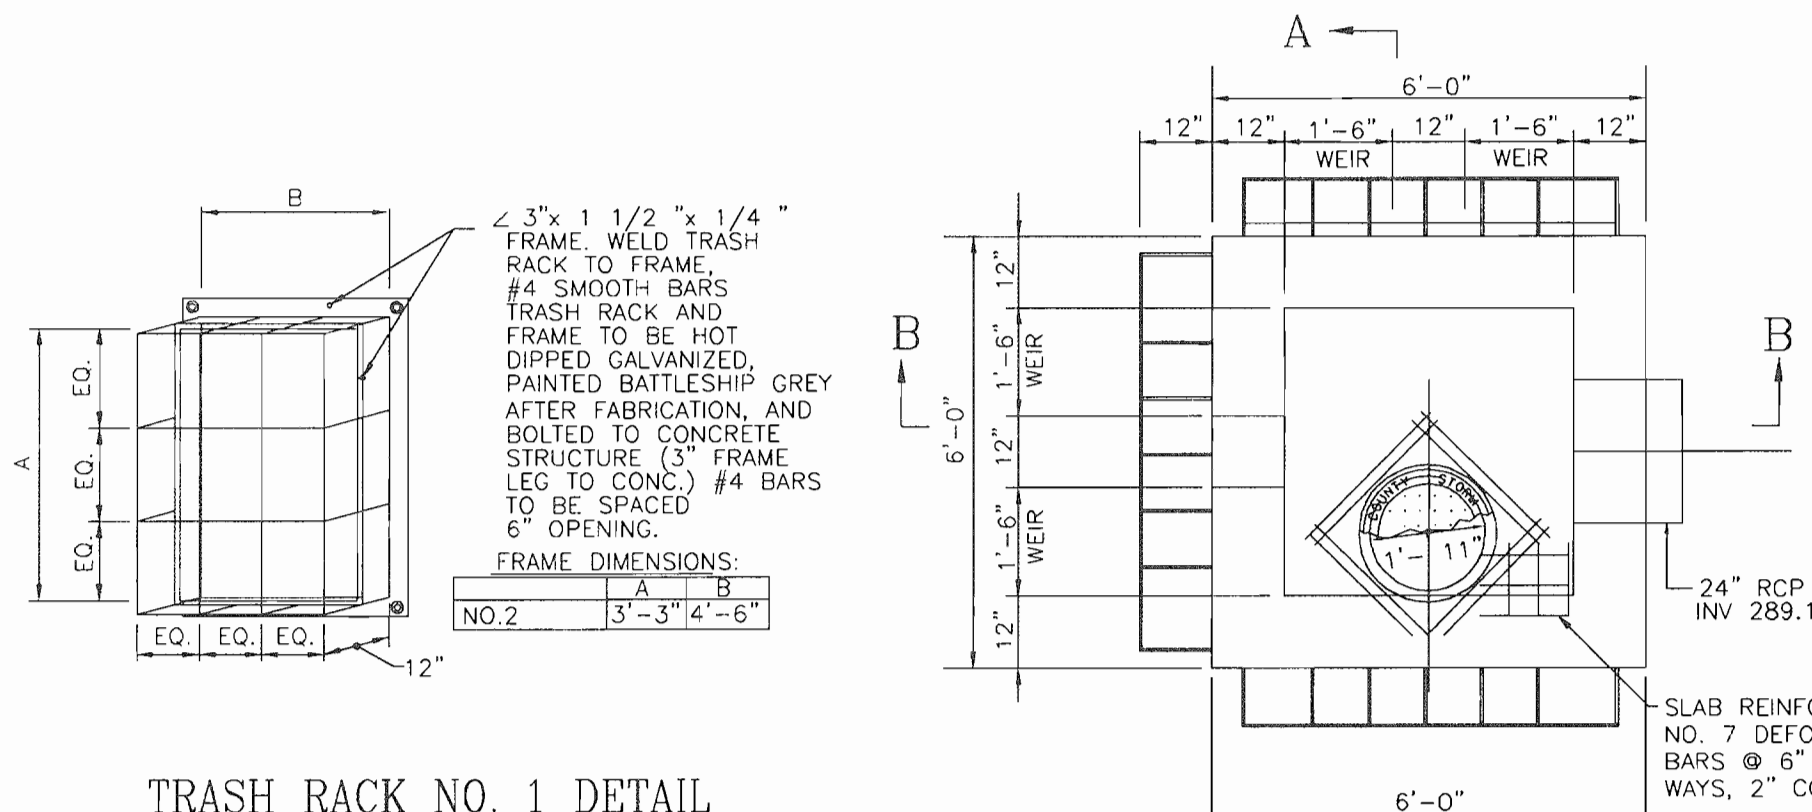 B
A
EQ.
EQ.
EQ.
EQ. EQ. EQ.
12"
∠ 3"x 1 1/2 "x 1/4 "
FRAME. WELD TRASH
RACK TO FRAME,
#4 SMOOTH BARS
TRASH RACK AND
FRAME TO BE HOT
DIPPED GALVANIZED,
PAINTED BATTLESHIP GREY
AFTER FABRICATION, AND
BOLTED TO CONCRETE
STRUCTURE (3" FRAME
LEG TO CONC.) #4 BARS
TO BE SPACED
6" OPENING.
FRAME DIMENSIONS:
A B
NO.2 3'-3" 4'-6"
TRASH RACK NO. 1 DETAIL
A
6'-0"
12" 12" 1'-6" 12" 1'-6" 12"
WEIR WEIR
B
B
6'-0"
12"
1'-6"
WEIR
12"
1'-6"
WEIR
12"
COUNTY STORM
1'- 11"
24" RCP
INV 289.1
SLAB REINFO
NO. 7 DEFO
BARS @ 6"
WAYS, 2" CO
6'-0"